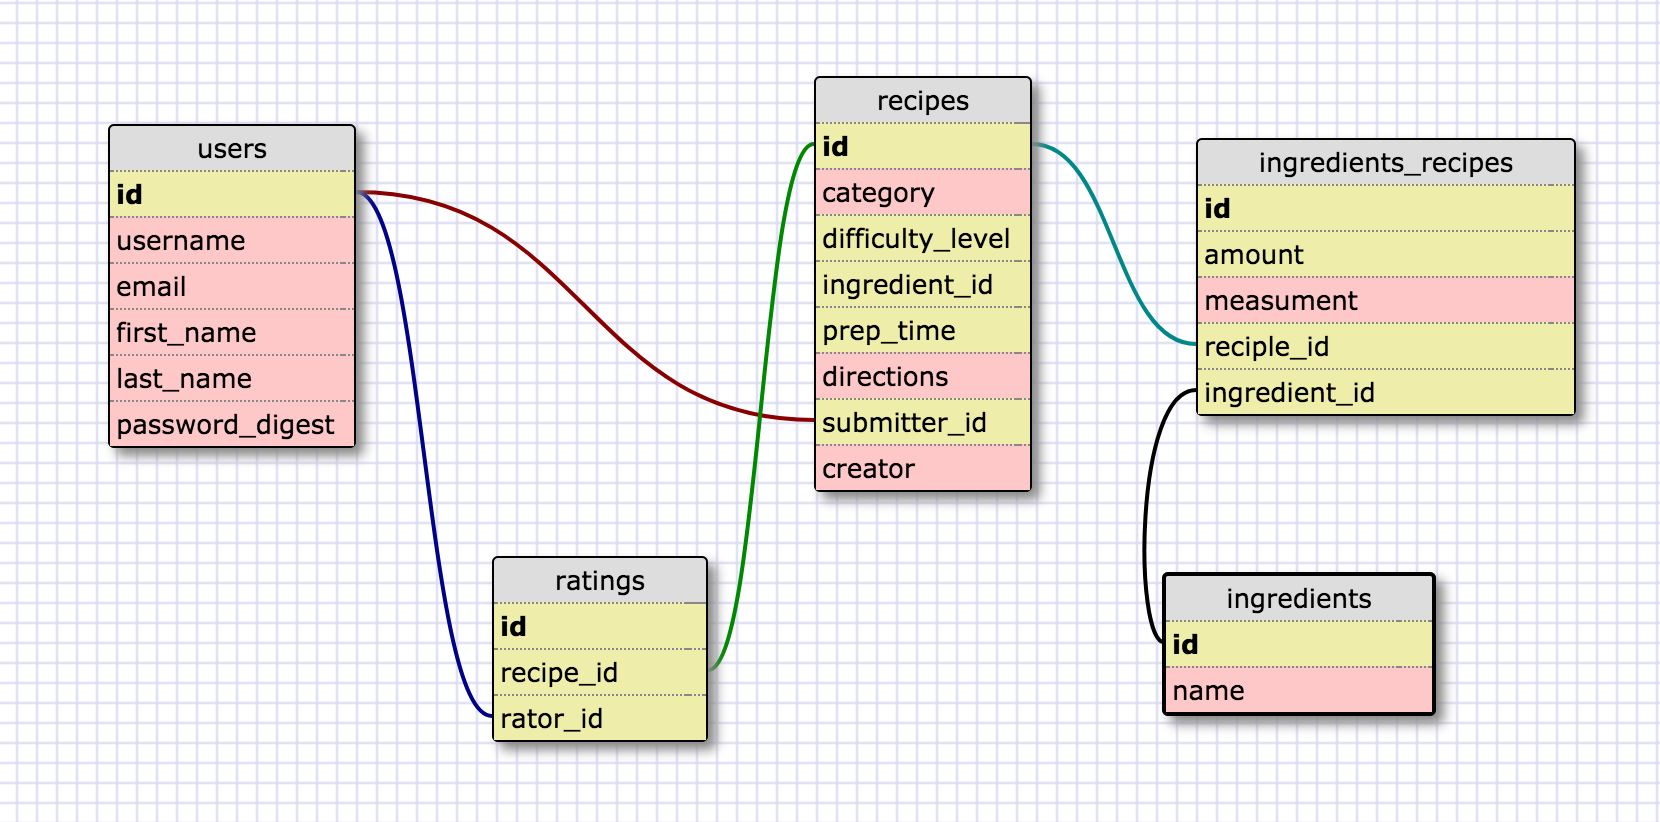 users
id
username
email
first_name
last_name
password_digest
ratings
id
recipe_id
rator_id
recipes
id
category
difficulty_level
ingredient_id
prep_time
directions
submitter_id
creator
ingredients_recipes
id
amount
measument
reciple_id
ingredient_id
ingredients
id
name